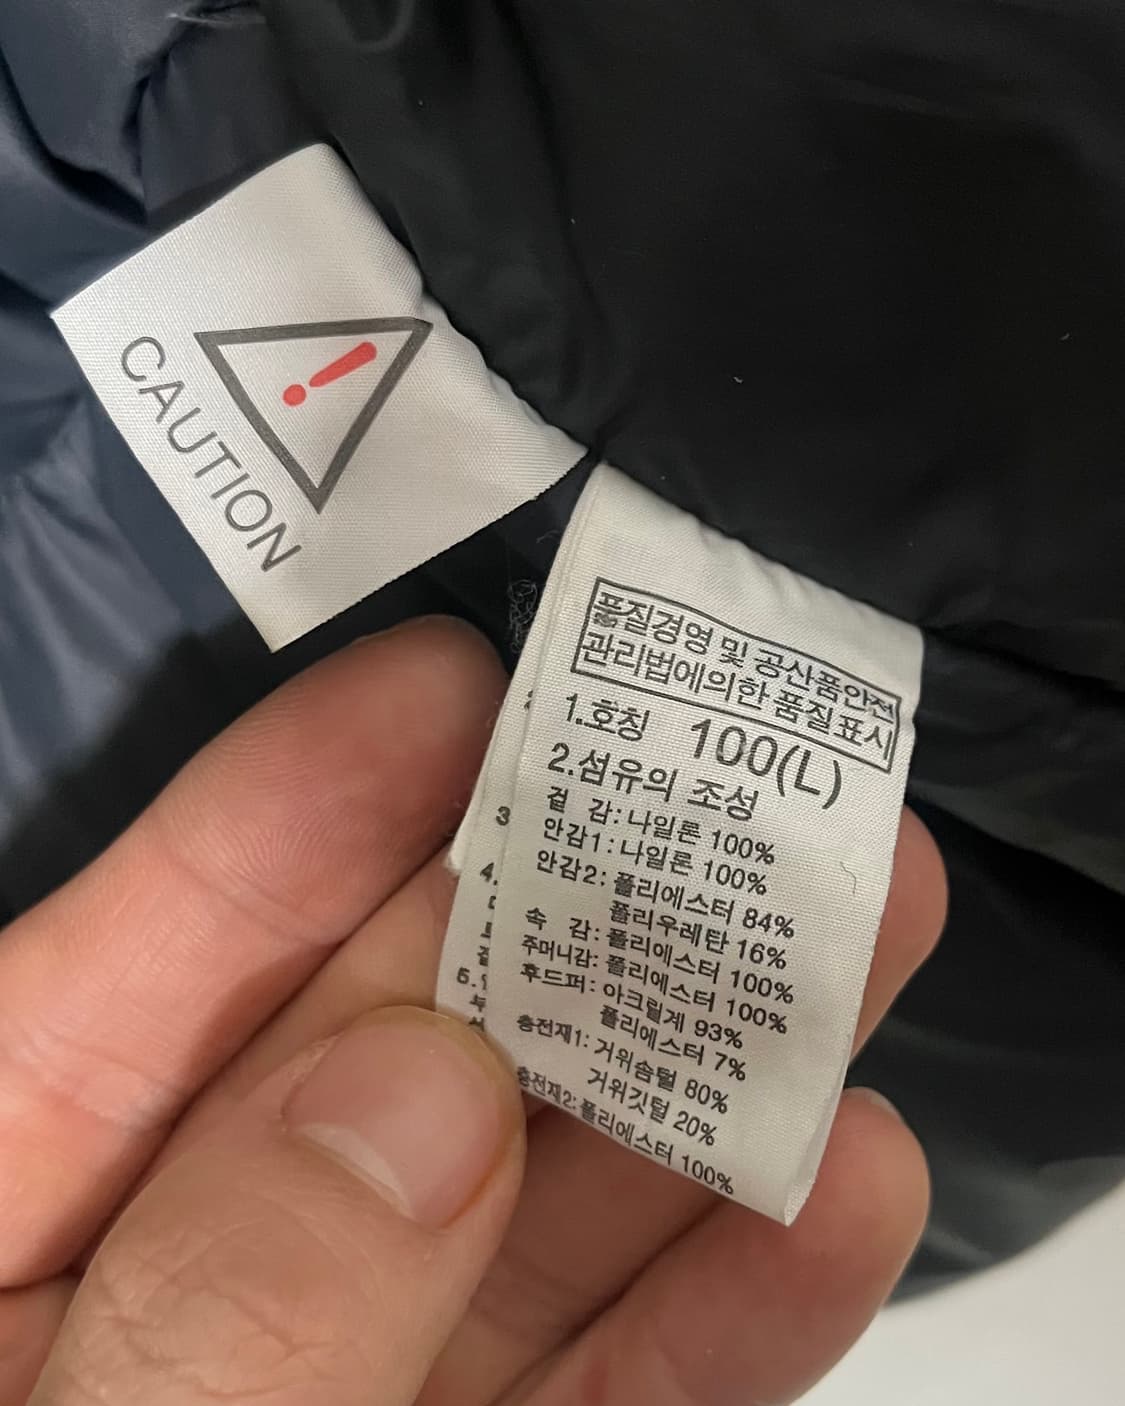 CAUTION
품질경영 및 공산품안전
관리법에의한 품질표시
1.호칭 100(L)
2.섬유의 조성
겉 감: 나일론 100%
안감1: 나일론 100%
안감2: 폴리에스터 84%
폴리우레탄 16%
속 감: 폴리에스터 100%
주머니감: 폴리에스터 100%
후드퍼: 아크릴계 93%
폴리에스터 7%
충전재1: 거위솜털 80%
거위깃털 20%
충전재2: 폴리에스터 100%
3
4.
5.